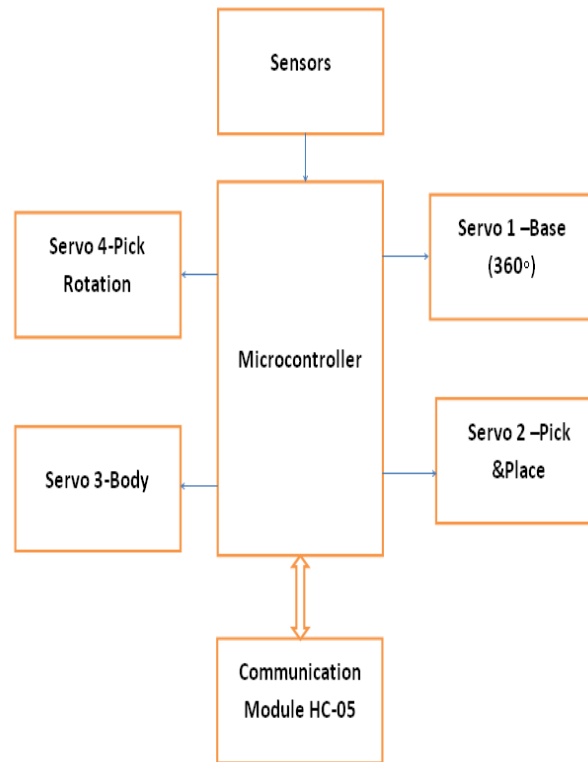 Sensors
Servo 4-Pick
Rotation
Servo 1 –Base
(360○)
Microcontroller
Servo 3-Body
Servo 2 –Pick
&Place
Communication
Module HC-05